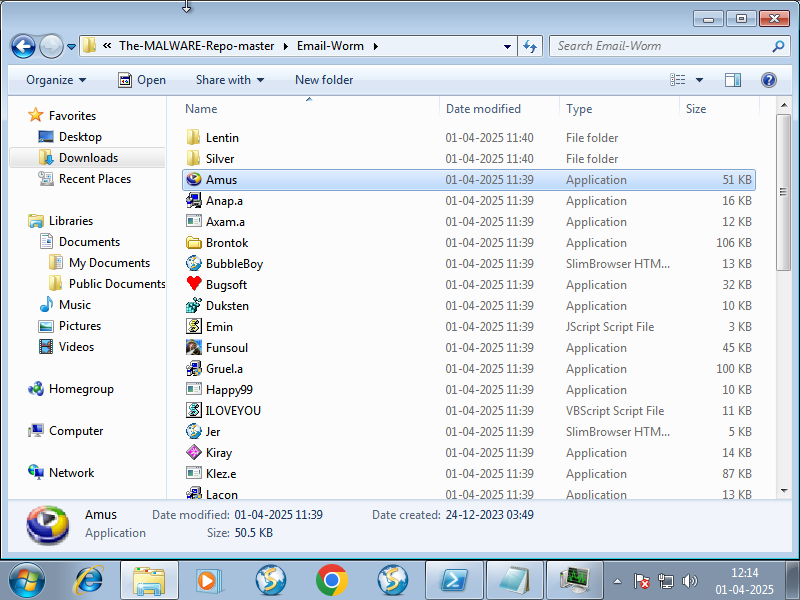 « The-MALWARE-Repo-master Email-Worm Search Email-Worm
Organize Open Share with New folder
Name Date modified Type Size
Favorites
Desktop
Downloads
Recent Places
Libraries
Documents
My Documents
Public Documents
Music
Pictures
Videos
Homegroup
Computer
Network
Lentin 01-04-2025 11:40 File folder
Silver 01-04-2025 11:40 File folder
Amus 01-04-2025 11:39 Application 51 KB
Anap.a 01-04-2025 11:39 Application 16 KB
Axam.a 01-04-2025 11:39 Application 12 KB
Brontok 01-04-2025 11:39 Application 106 KB
BubbleBoy 01-04-2025 11:39 SlimBrowser HTM... 13 KB
Bugsoft 01-04-2025 11:39 Application 32 KB
Duksten 01-04-2025 11:39 Application 10 KB
Emin 01-04-2025 11:39 JScript Script File 3 KB
Funsoul 01-04-2025 11:39 Application 45 KB
Gruel.a 01-04-2025 11:39 Application 100 KB
Happy99 01-04-2025 11:39 Application 10 KB
ILOVEYOU 01-04-2025 11:39 VBScript Script File 11 KB
Jer 01-04-2025 11:39 SlimBrowser HTM... 5 KB
Kiray 01-04-2025 11:39 Application 14 KB
Klez.e 01-04-2025 11:39 Application 87 KB
Lacon 01-04-2025 11:39 Application 13 KB
Amus Date modified: 01-04-2025 11:39 Date created: 24-12-2023 03:49
Application Size: 50.5 KB
12:14
01-04-2025